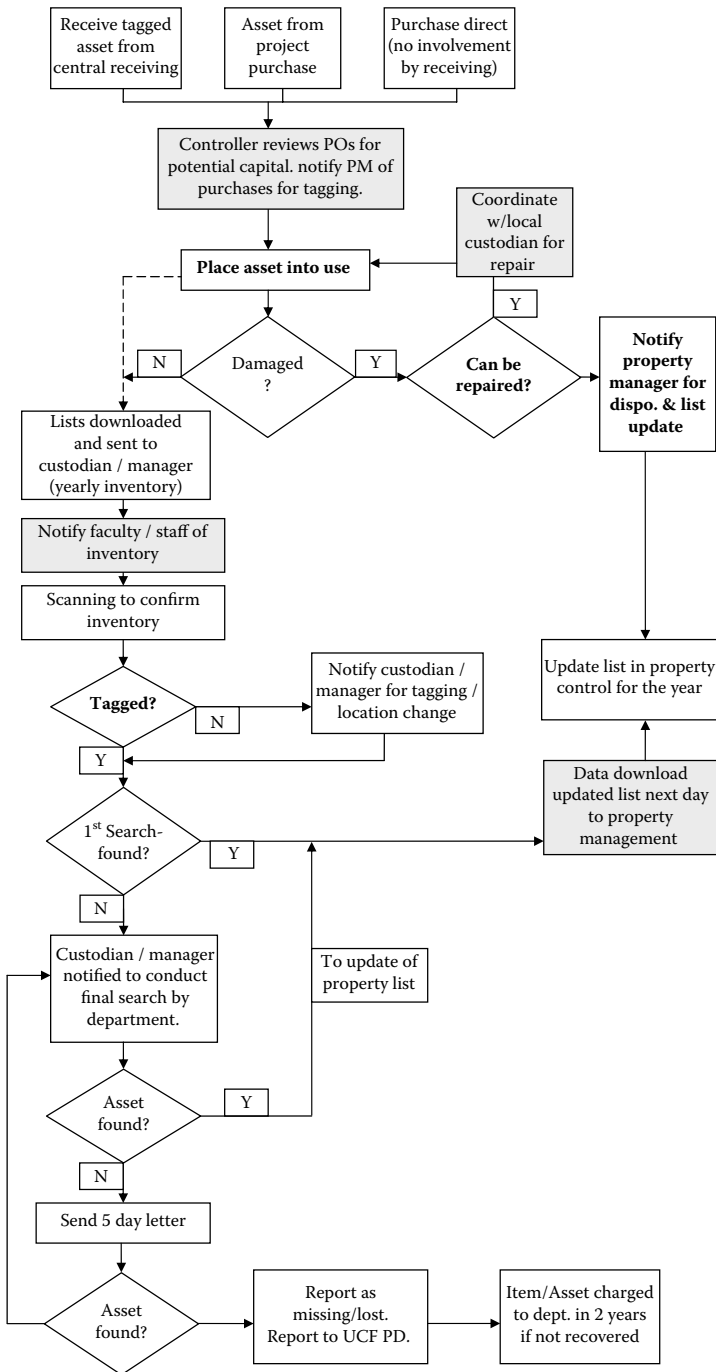 Receive tagged
asset from
central receiving
Asset from
project
purchase
Purchase direct
(no involvement
by receiving)
Controller reviews POs for
potential capital. notify PM of
purchases for tagging.
Coordinate
w/local
custodian for
repair
Place asset into use
Y
N
Damaged
?
Y
Can be
repaired?
Notify
property
manager for
dispo. & list
update
Lists downloaded
and sent to
custodian / manager
(yearly inventory)
Notify faculty / staff of
inventory
Scanning to confirm
inventory
Tagged?
N
Notify custodian /
manager for tagging /
location change
Update list in property
control for the year
Y
Data download
updated list next day
to property
management
1st Search-
found?
Y
N
Custodian / manager
notified to conduct
final search by
department.
To update of
property list
Asset
found?
Y
N
Send 5 day letter
Asset
found?
Report as
missing/lost.
Report to UCF PD.
Item/Asset charged
to dept. in 2 years
if not recovered